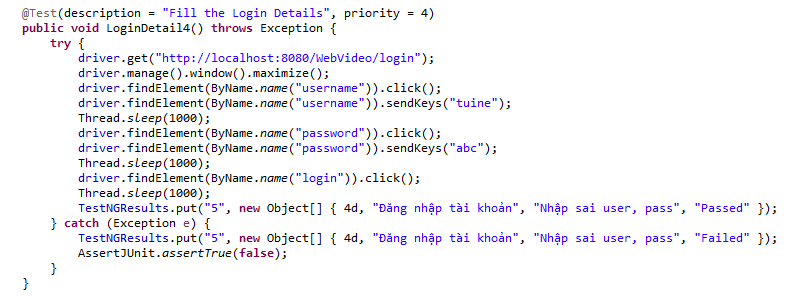 @Test(description = "Fill the Login Details", priority = 4)
public void LoginDetail4() throws Exception {
try {
driver.get("http://localhost:8080/WebVideo/login");
driver.manage().window().maximize();
driver.findElement(ByName.name("username")).click();
driver.findElement(ByName.name("username")).sendKeys("tuine");
Thread.sleep(1000);
driver.findElement(ByName.name("password")).click();
driver.findElement(ByName.name("password")).sendKeys("abc");
Thread.sleep(1000);
driver.findElement(ByName.name("login")).click();
Thread.sleep(1000);
TestNGResults.put("5", new Object[] { 4d, "Đăng nhập tài khoản", "Nhập sai user, pass", "Passed" });
} catch (Exception e) {
TestNGResults.put("5", new Object[] { 4d, "Đăng nhập tài khoản", "Nhập sai user, pass", "Failed" });
AssertJUnit.assertTrue(false);
}
}